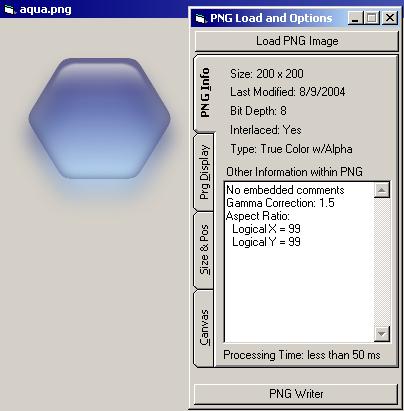 aqua.png
PNG Load and Options
Load PNG Image
PNG Info
Prg Display
Size & Pos
Canvas
Size: 200 x 200
Last Modified: 8/9/2004
Bit Depth: 8
Interlaced: Yes
Type: True Color w/Alpha
Other Information within PNG
No embedded comments
Gamma Correction: 1.5
Aspect Ratio:
Logical X = 99
Logical Y = 99
Processing Time: less than 50 ms
PNG Writer